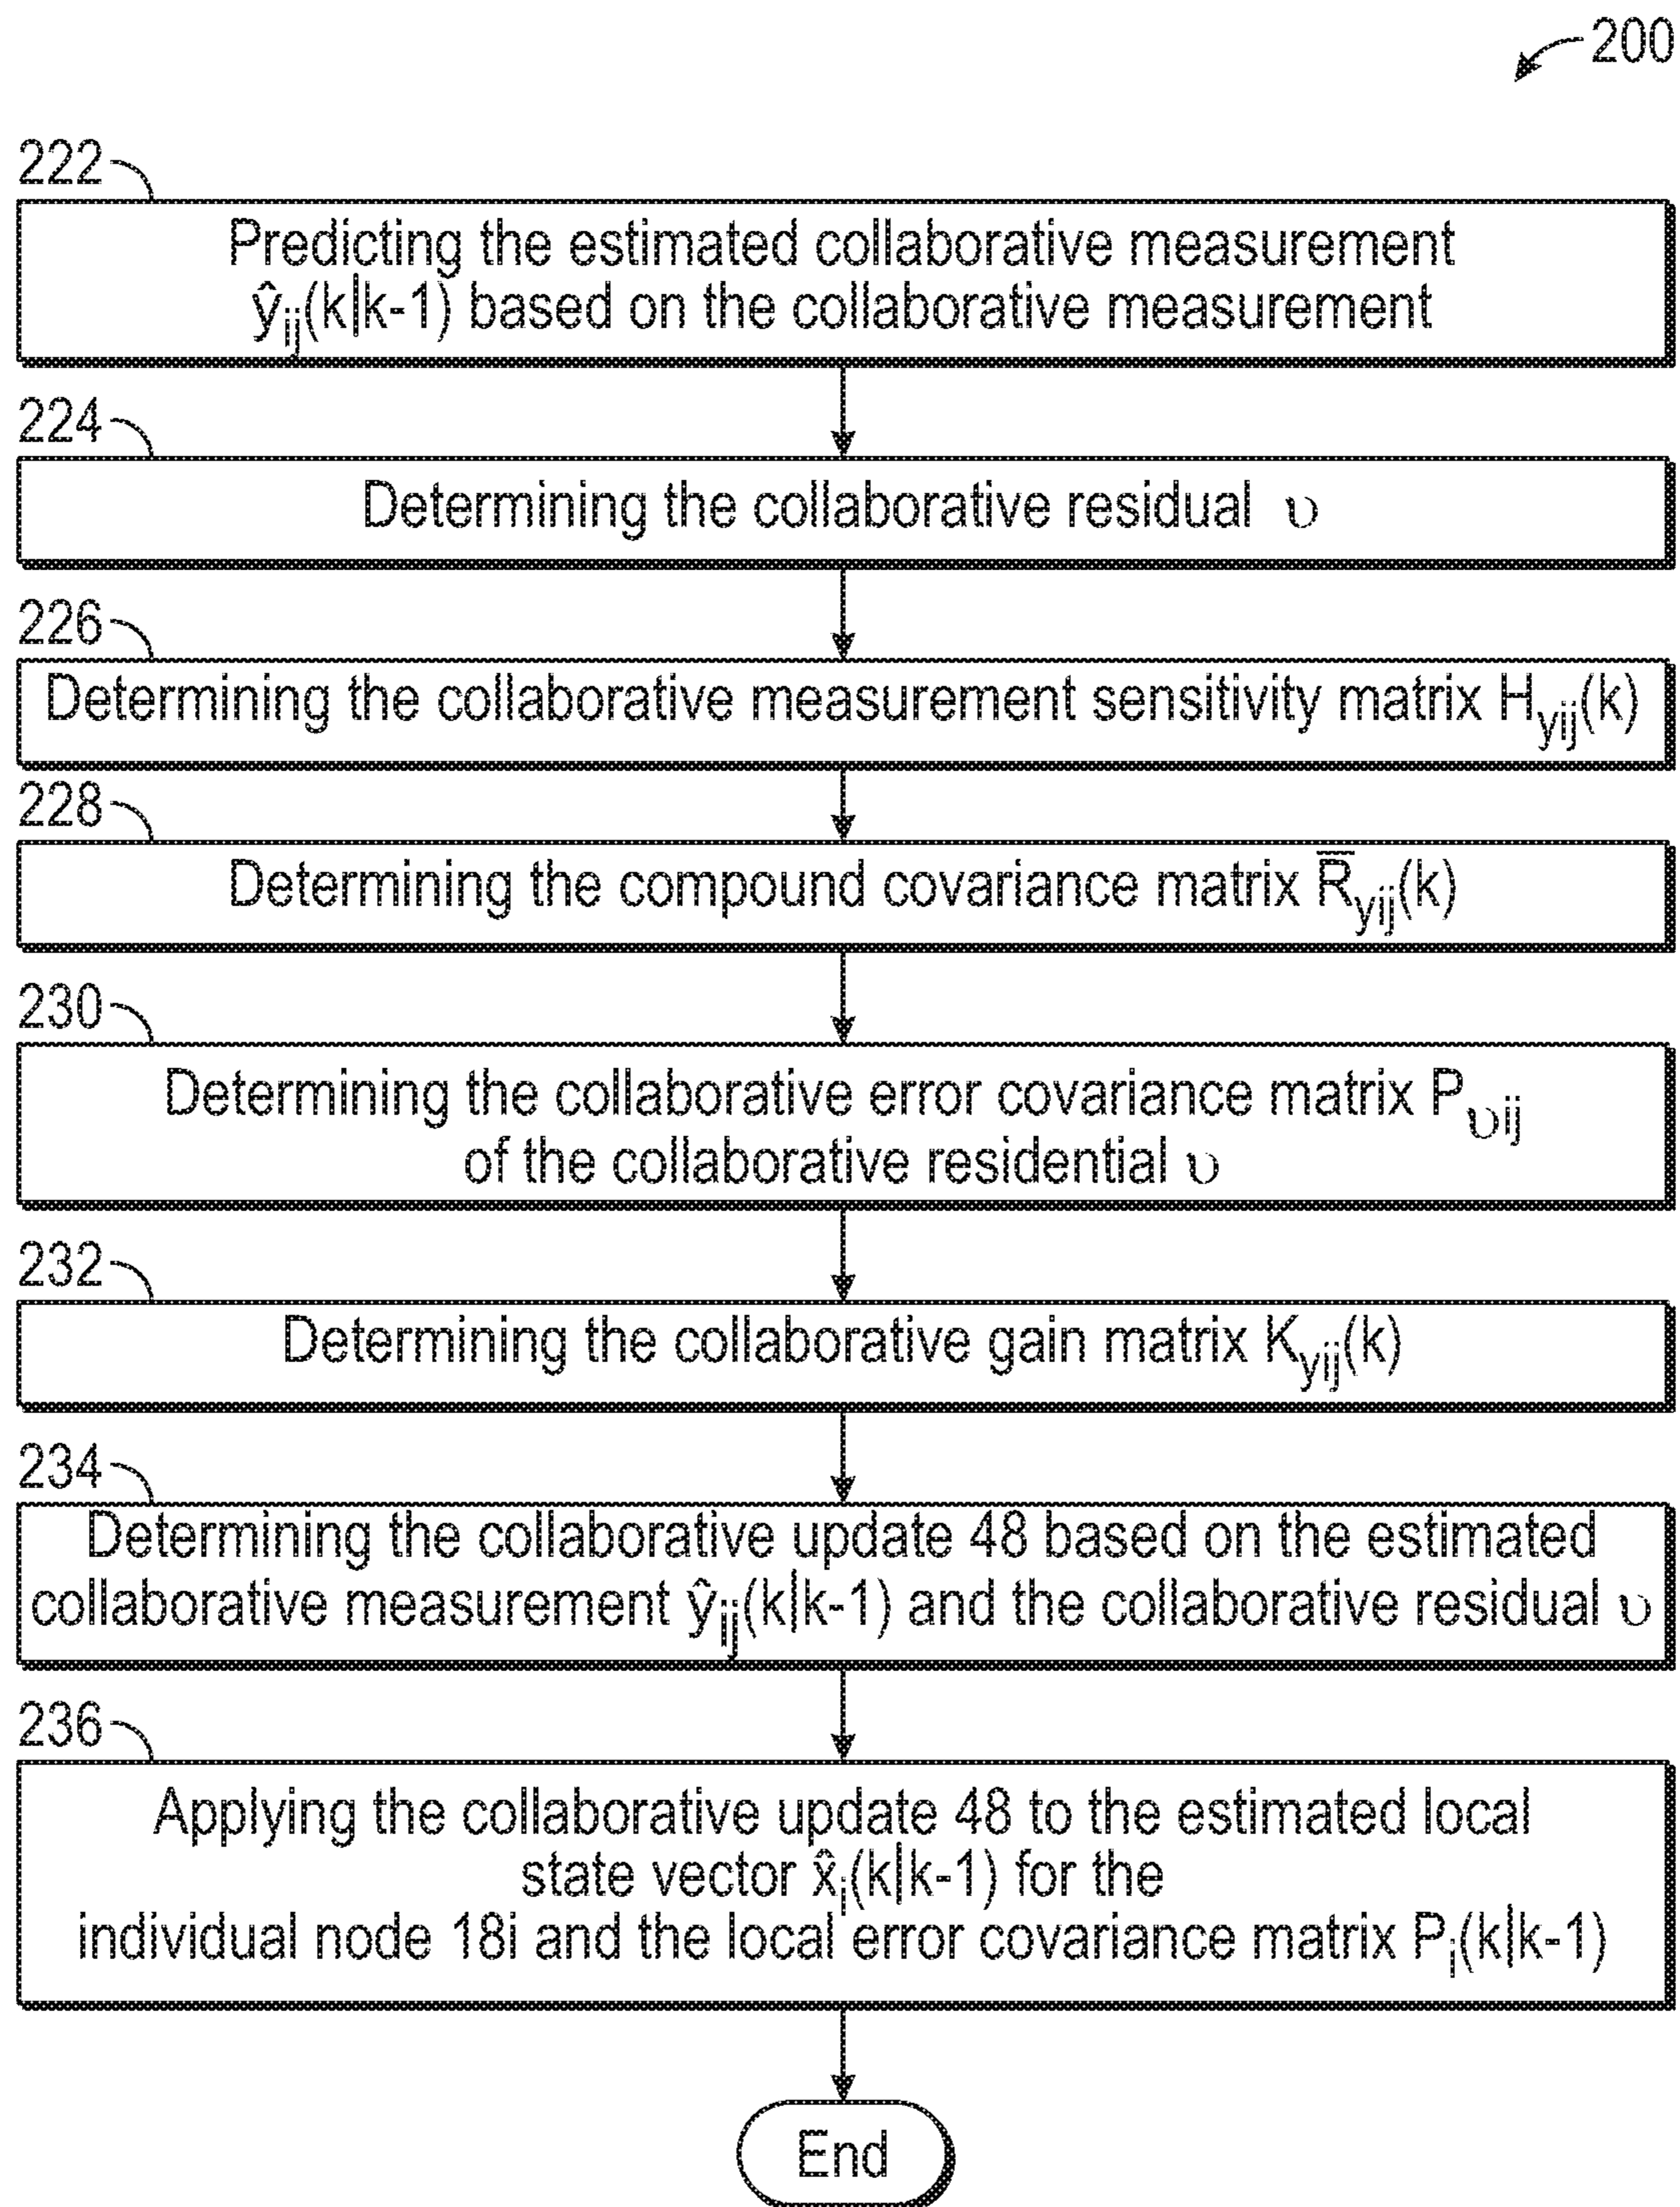 200
222
Predicting the estimated collaborative measurement
ŷij(k|k-1) based on the collaborative measurement
224
Determining the collaborative residual υ
226
Determining the collaborative measurement sensitivity matrix Hyij(k)
228
Determining the compound covariance matrix R̅yij(k)
230
Determining the collaborative error covariance matrix Pυij
of the collaborative residential υ
232
Determining the collaborative gain matrix Kyij(k)
234
Determining the collaborative update 48 based on the estimated
collaborative measurement ŷij(k|k-1) and the collaborative residual υ
236
Applying the collaborative update 48 to the estimated local
state vector x̂i(k|k-1) for the
individual node 18i and the local error covariance matrix Pi(k|k-1)
End